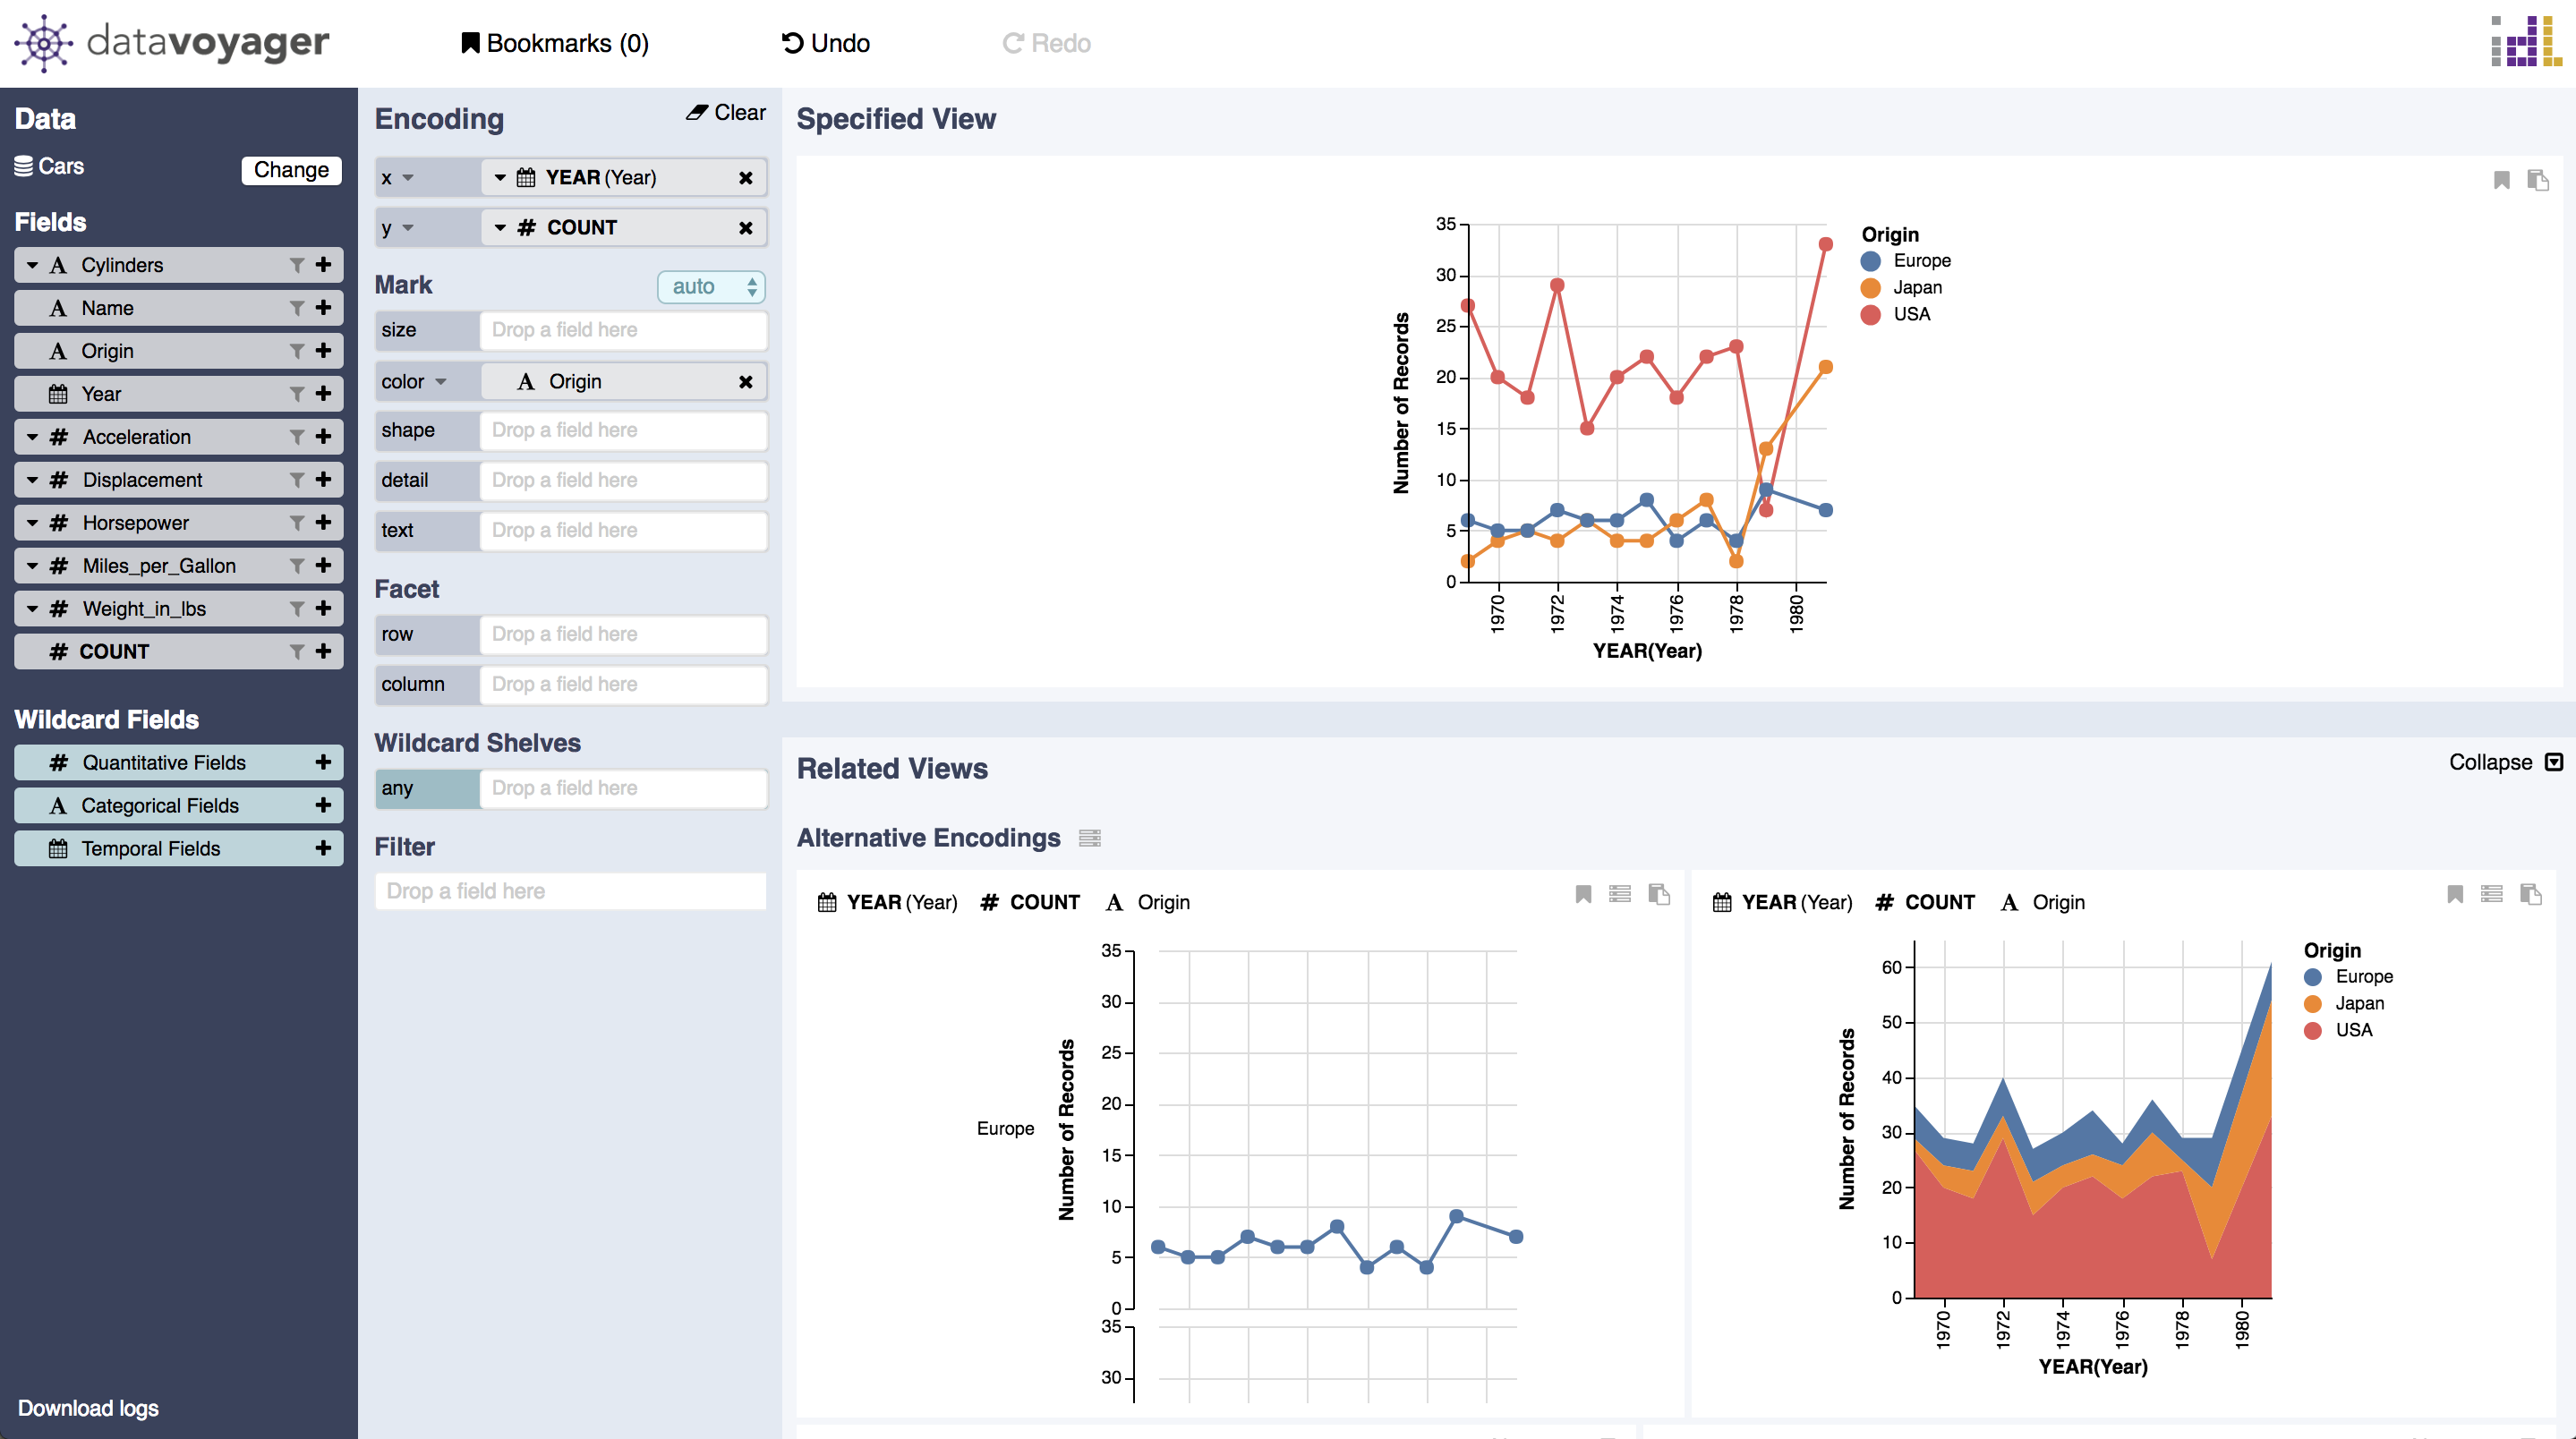 datavoyager
Bookmarks (0)
Undo
Redo
idl
Data
Cars
Change
Fields
A Cylinders
A Name
A Origin
Year
# Acceleration
# Displacement
# Horsepower
# Miles_per_Gallon
# Weight_in_lbs
# COUNT
Wildcard Fields
# Quantitative Fields
A Categorical Fields
Temporal Fields
Download logs
Encoding
Clear
x YEAR (Year)
y # COUNT
Mark
auto
size Drop a field here
color A Origin
shape Drop a field here
detail Drop a field here
text Drop a field here
Facet
row Drop a field here
column Drop a field here
Wildcard Shelves
any Drop a field here
Filter
Drop a field here
Specified View
Number of Records
35
30
25
20
15
10
5
0
1970 1972 1974 1976 1978 1980
YEAR(Year)
Origin
Europe
Japan
USA
Related Views
Collapse
Alternative Encodings
YEAR (Year) # COUNT A Origin
Europe
Number of Records
35
30
25
20
15
10
5
0
35
30
YEAR (Year) # COUNT A Origin
Number of Records
60
50
40
30
20
10
0
1970 1972 1974 1976 1978 1980
YEAR(Year)
Origin
Europe
Japan
USA